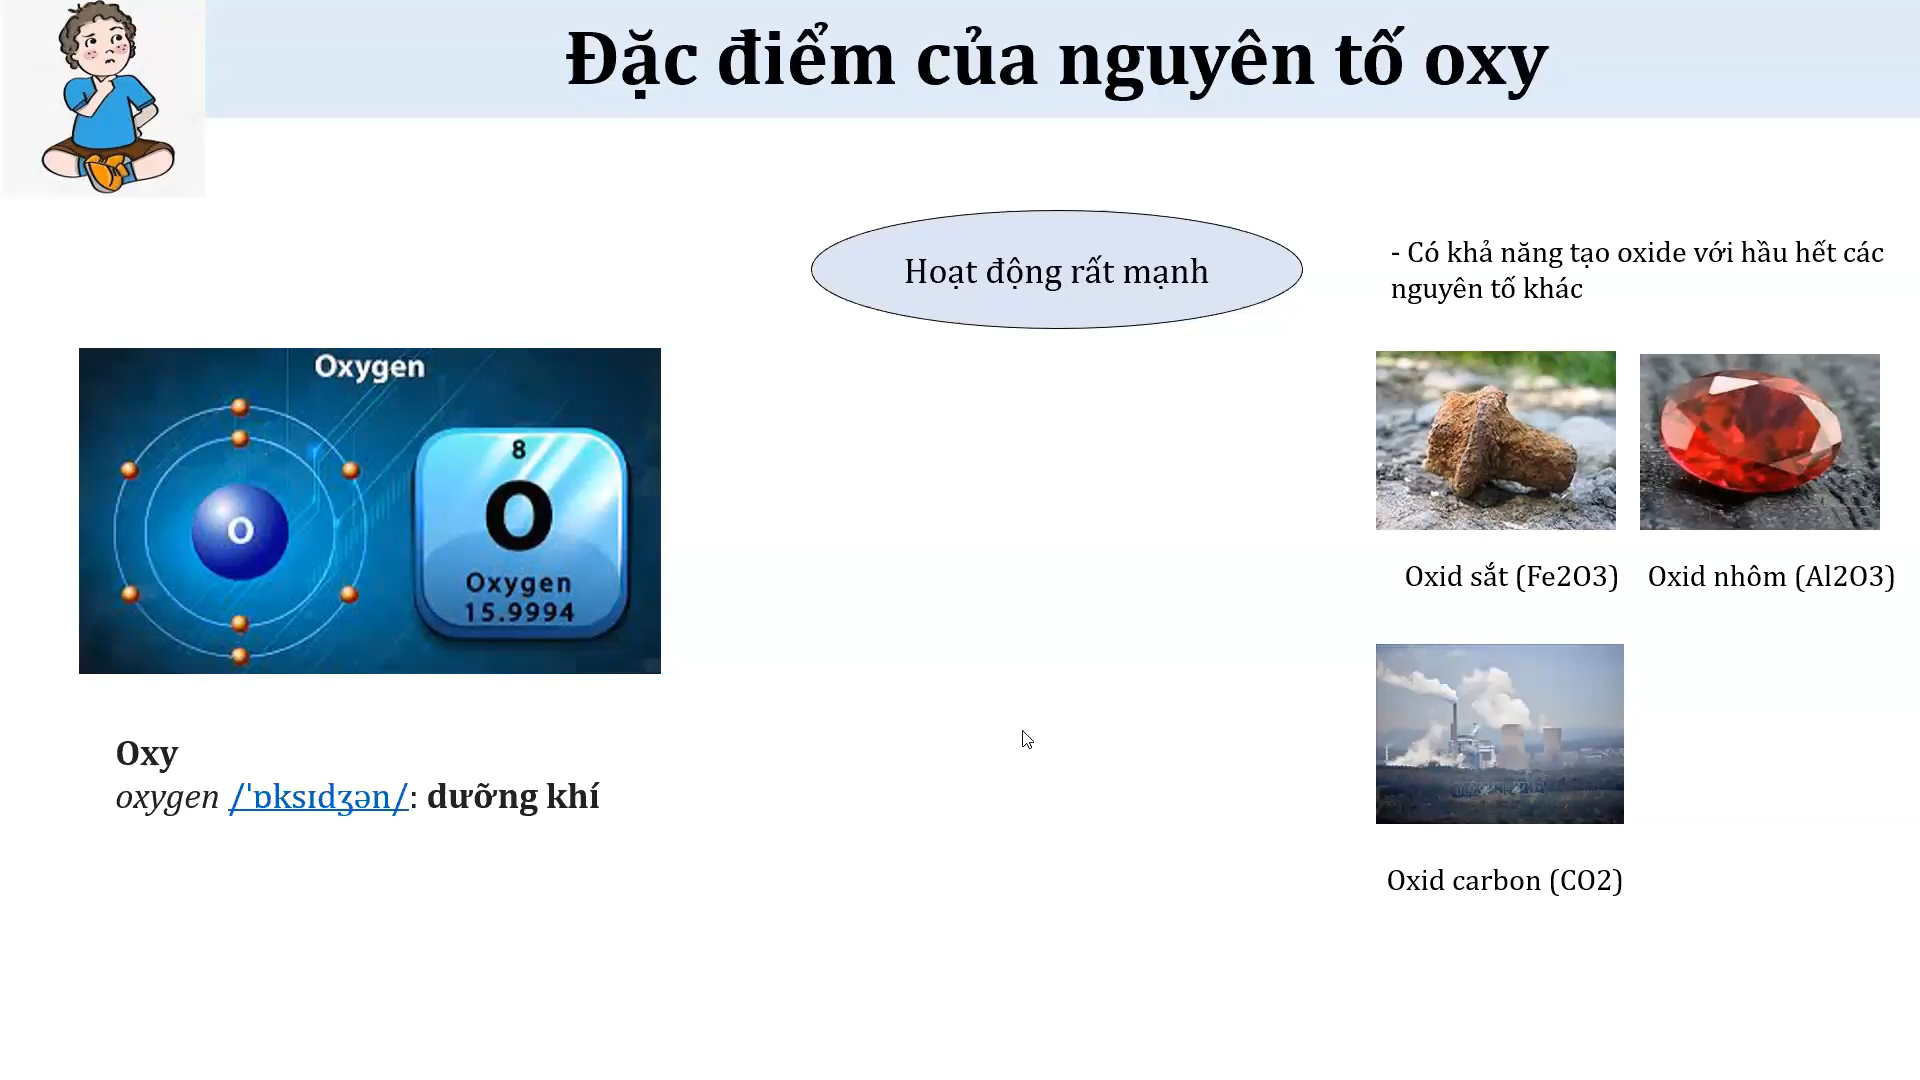 Đặc điểm của nguyên tố oxy
Hoạt động rất mạnh
- Có khả năng tạo oxide với hầu hết các
nguyên tố khác
Oxygen
O
8
O
Oxygen
15.9994
Oxid sắt (Fe2O3)
Oxid nhôm (Al2O3)
Oxy
oxygen /ˈɒksɪdʒən/: dưỡng khí
Oxid carbon (CO2)